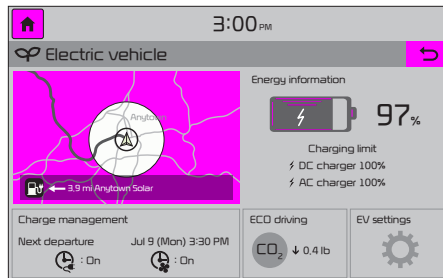 3:00 PM
Electric vehicle
Energy information
Anytown
97%
Charging limit
DC charger 100%
AC charger 100%
3.9 mi Anytown Solar
Charge management
Next departure Jul 9 (Mon) 3:30 PM
: On : On
ECO driving
CO2 0.4 lb
EV settings